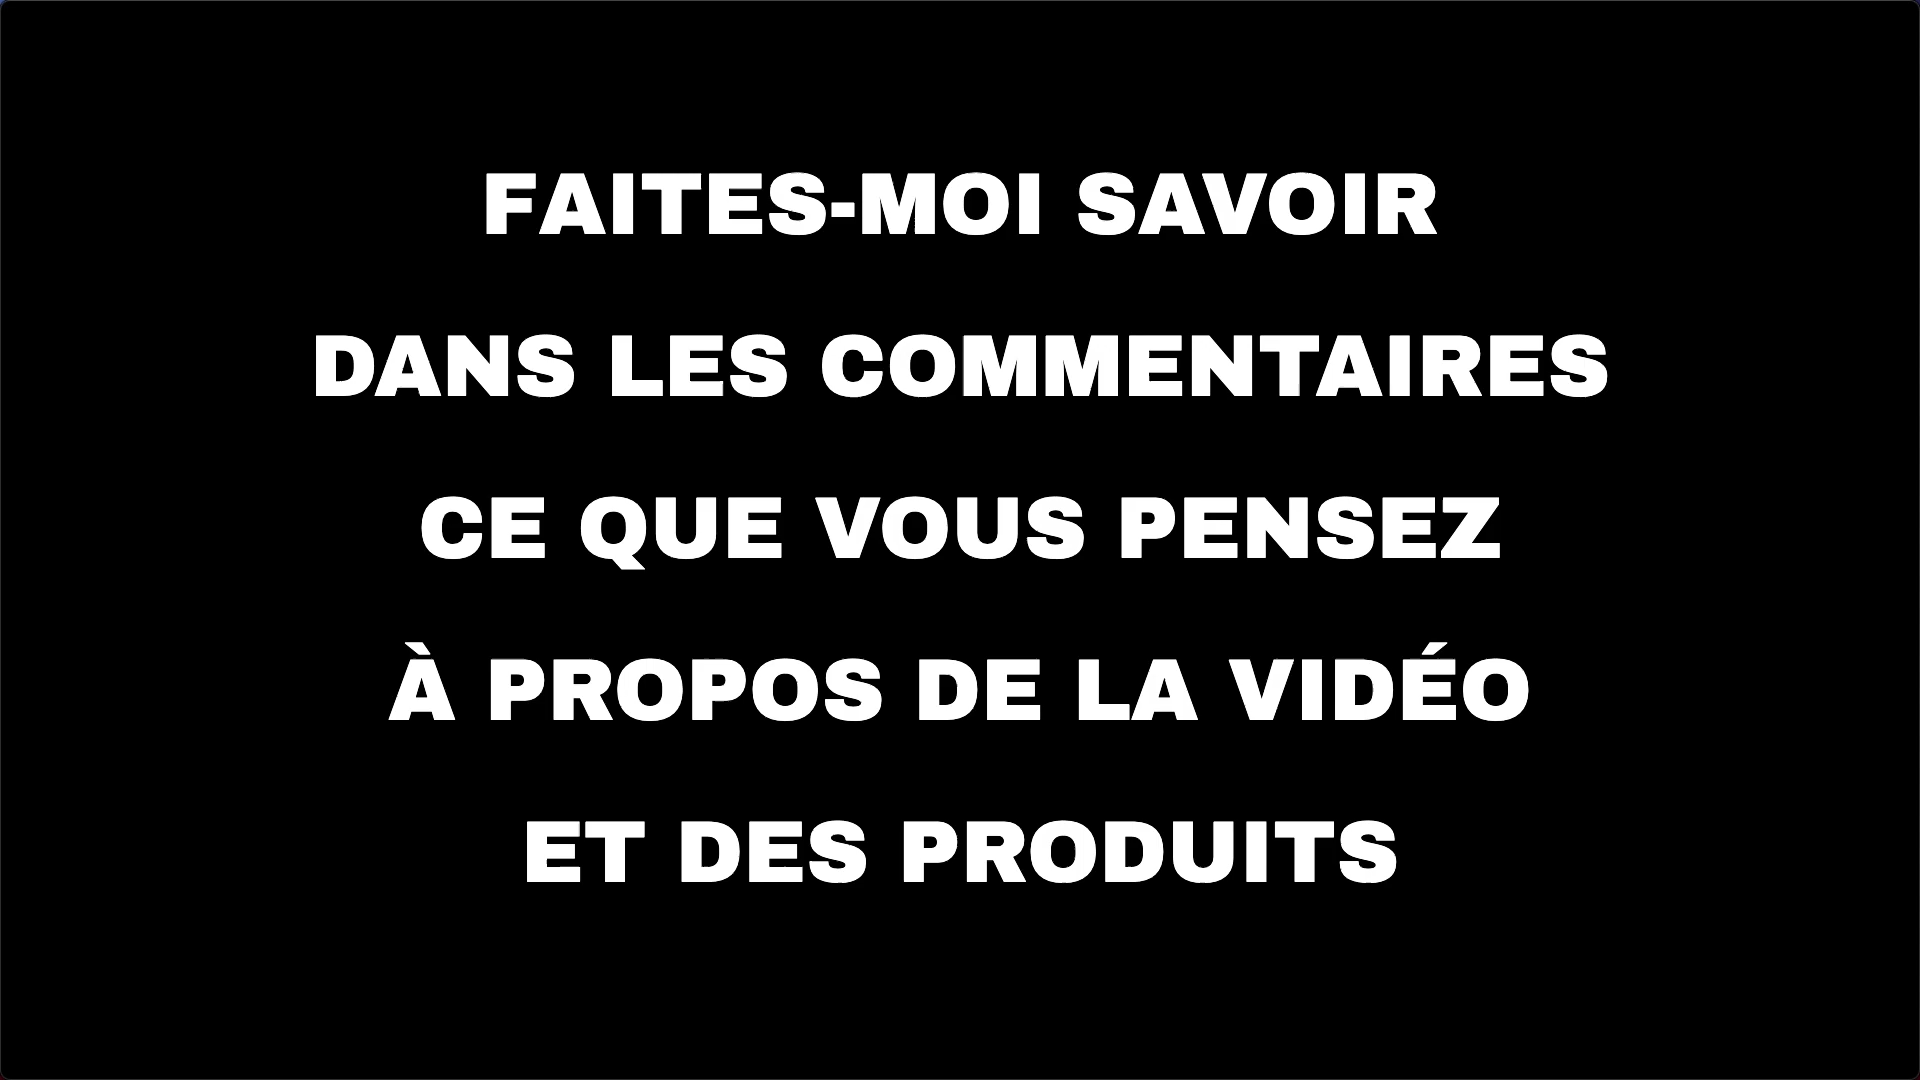 FAITES-MOI SAVOIR
DANS LES COMMENTAIRES
CE QUE VOUS PENSEZ
À PROPOS DE LA VIDÉO
ET DES PRODUITS